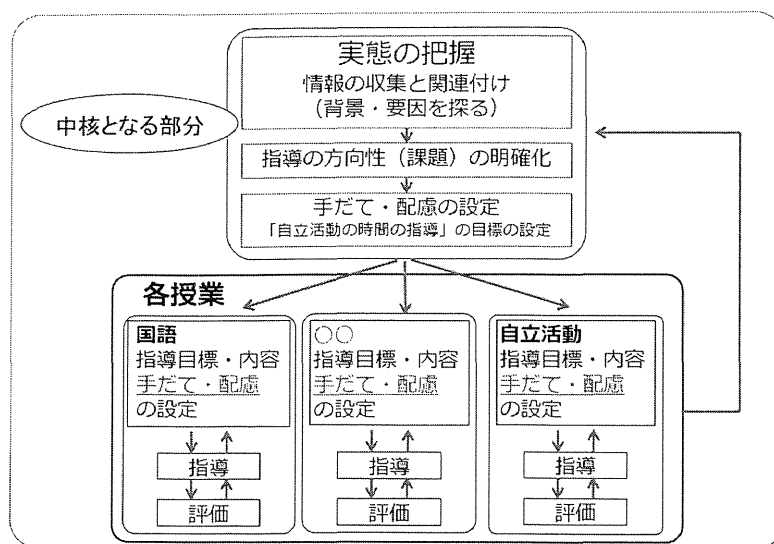 実態の把握
情報の収集と関連付け
(背景・要因を探る)
中核となる部分
指導の方向性(課題)の明確化
手だて・配慮の設定
「自立活動の時間の指導」の目標の設定
各授業
国語
指導目標・内容
手だて・配慮
の設定
指導
評価
○○
指導目標・内容
手だて・配慮
の設定
指導
評価
自立活動
指導目標・内容
手だて・配慮
の設定
指導
評価